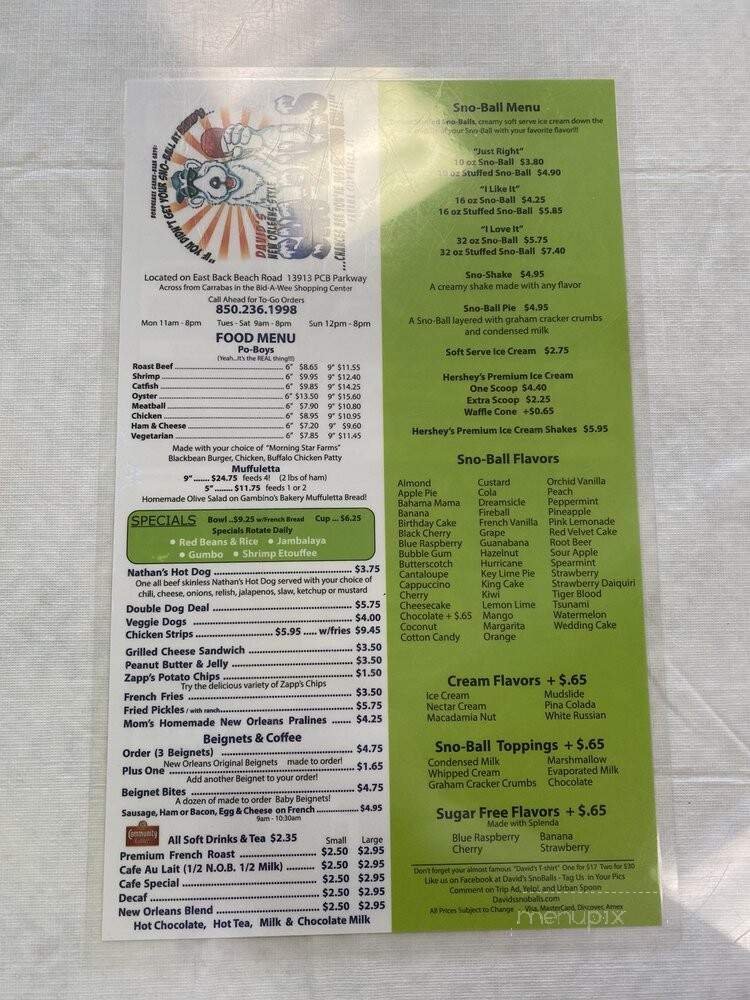 "IF YOU DIDN'T GET YOUR SNO-BALL AT DAVID'S...
DAVID'S
NEW ORLEANS STYLE
Located on East Back Beach Road 13913 PCB Parkway
Across from Carrabas in the Bid-A-Wee Shopping Center
Call Ahead for To-Go Orders
850.236.1998
Mon 11am - 8pm Tues - Sat 9am - 8pm Sun 12pm - 8pm
FOOD MENU
Po-Boys
(Yeah...It's the REAL thing!!!)
Roast Beef 6" $8.65 9" $11.55
Shrimp 6" $9.95 9" $12.40
Catfish 6" $9.85 9" $14.25
Oyster 6" $13.50 9" $15.60
Meatball 6" $7.90 9" $10.80
Chicken 6" $8.95 9" $10.95
Ham & Cheese 6" $7.20 9" $9.60
Vegetarian 6" $7.85 9" $11.45
Made with your choice of "Morning Star Farms"
Blackbean Burger, Chicken, Buffalo Chicken Patty
Muffuletta
9" ....... $24.75 feeds 4! (2 lbs of ham)
5" ....... $11.75 feeds 1 or 2
Homemade Olive Salad on Gambino's Bakery Muffuletta Bread!
SPECIALS Bowl ..$9.25 w/French Bread Cup ... $6.25
Specials Rotate Daily
• Red Beans & Rice • Jambalaya
• Gumbo • Shrimp Etouffee
Nathan's Hot Dog $3.75
One all beef skinless Nathan's Hot Dog served with your choice of
chili, cheese, onions, relish, jalapenos, slaw, ketchup or mustard
Double Dog Deal $5.75
Veggie Dogs $4.00
Chicken Strips $5.95 ..... w/fries $9.45
Grilled Cheese Sandwich $3.50
Peanut Butter & Jelly $3.50
Zapp's Potato Chips $1.50
Try the delicious variety of Zapp's Chips
French Fries $3.50
Fried Pickles / with ranch $5.75
Mom's Homemade New Orleans Pralines ...... $4.25
Beignets & Coffee
Order (3 Beignets) $4.75
New Orleans Original Beignets made to order!
Plus One $1.65
Add another Beignet to your order!
Beignet Bites $4.75
A dozen of made to order Baby Beignets!
Sausage, Ham or Bacon, Egg & Cheese on French $4.95
9am - 10:30am
Community
All Soft Drinks & Tea $2.35 Small Large
Premium French Roast $2.50 $2.95
Cafe Au Lait (1/2 N.O.B. 1/2 Milk) $2.50 $2.95
Cafe Special $2.50 $2.95
Decaf $2.50 $2.95
New Orleans Blend $2.50 $2.95
Hot Chocolate, Hot Tea, Milk & Chocolate Milk
Sno-Ball Menu
Stuffed Sno-Balls, creamy soft serve ice cream down the
of your Sno-Ball with your favorite flavor!!!
"Just Right"
10 oz Sno-Ball $3.80
10 oz Stuffed Sno-Ball $4.90
"I Like It"
16 oz Sno-Ball $4.25
16 oz Stuffed Sno-Ball $5.85
"I Love It"
32 oz Sno-Ball $5.75
32 oz Stuffed Sno-Ball $7.40
Sno-Shake $4.95
A creamy shake made with any flavor
Sno-Ball Pie $4.95
A Sno-Ball layered with graham cracker crumbs
and condensed milk
Soft Serve Ice Cream $2.75
Hershey's Premium Ice Cream
One Scoop $4.40
Extra Scoop $2.25
Waffle Cone +$0.65
Hershey's Premium Ice Cream Shakes $5.95
Sno-Ball Flavors
Almond Custard Orchid Vanilla
Apple Pie Cola Peach
Bahama Mama Dreamsicle Peppermint
Banana Fireball Pineapple
Birthday Cake French Vanilla Pink Lemonade
Black Cherry Grape Red Velvet Cake
Blue Raspberry Guanabana Root Beer
Bubble Gum Hazelnut Sour Apple
Butterscotch Hurricane Spearmint
Cantaloupe Key Lime Pie Strawberry
Cappuccino King Cake Strawberry Daiquiri
Cherry Kiwi Tiger Blood
Cheesecake Lemon Lime Tsunami
Chocolate + $.65 Mango Watermelon
Coconut Margarita Wedding Cake
Cotton Candy Orange
Cream Flavors + $.65
Ice Cream Mudslide
Nectar Cream Pina Colada
Macadamia Nut White Russian
Sno-Ball Toppings + $.65
Condensed Milk Marshmallow
Whipped Cream Evaporated Milk
Graham Cracker Crumbs Chocolate
Sugar Free Flavors + $.65
Made with Splenda
Blue Raspberry Banana
Cherry Strawberry
Don't forget your almost famous "David's T-shirt" One for $17 Two for $30
Like us on Facebook at David's SnoBalls - Tag Us In Your Pics
Comment on Trip Ad, Yelp!, and Urban Spoon
Davidssnoballs.com
All Prices Subject to Change - Visa, MasterCard, Discover, Amex
menupix